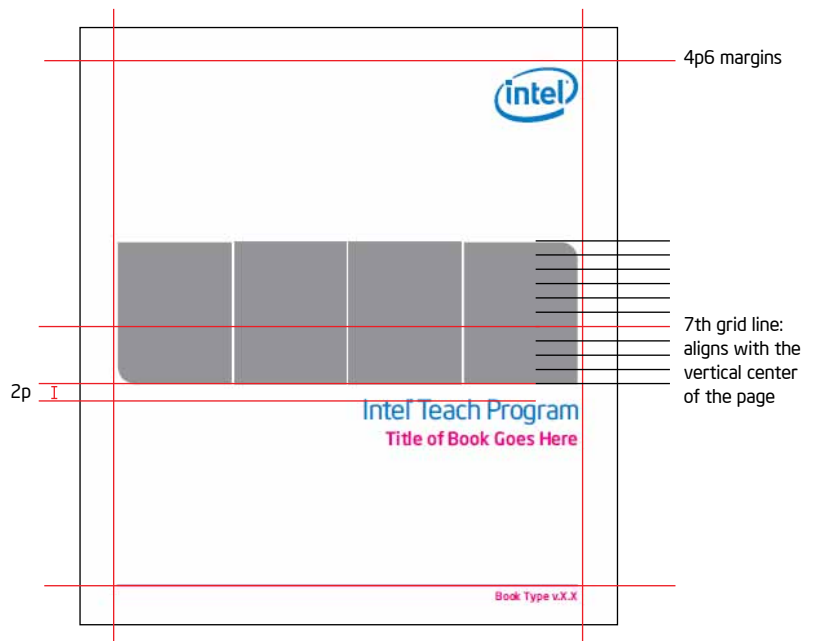 4p6 margins
intel
7th grid line:
aligns with the
vertical center
of the page
2p
Intel® Teach Program
Title of Book Goes Here
Book Type v.X.X